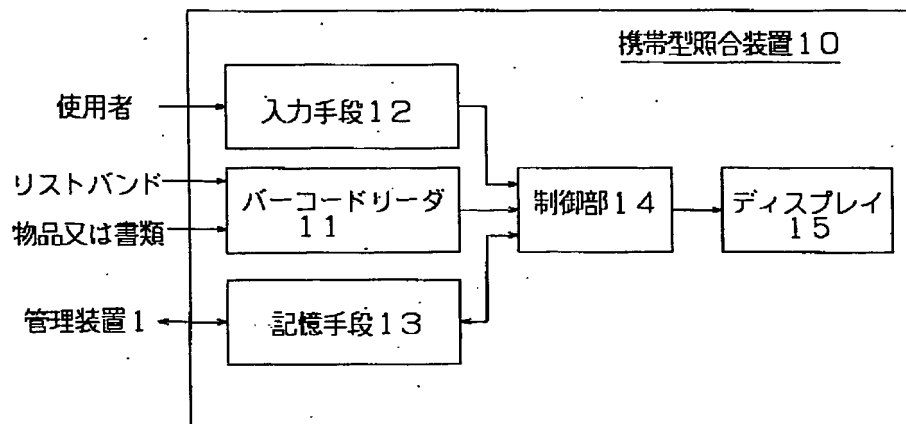 携帯型照合装置１０
使用者
入力手段１２
リストバンド
物品又は書類
バーコードリーダ
１１
制御部１４
ディスプレイ
１５
管理装置１
記憶手段１３